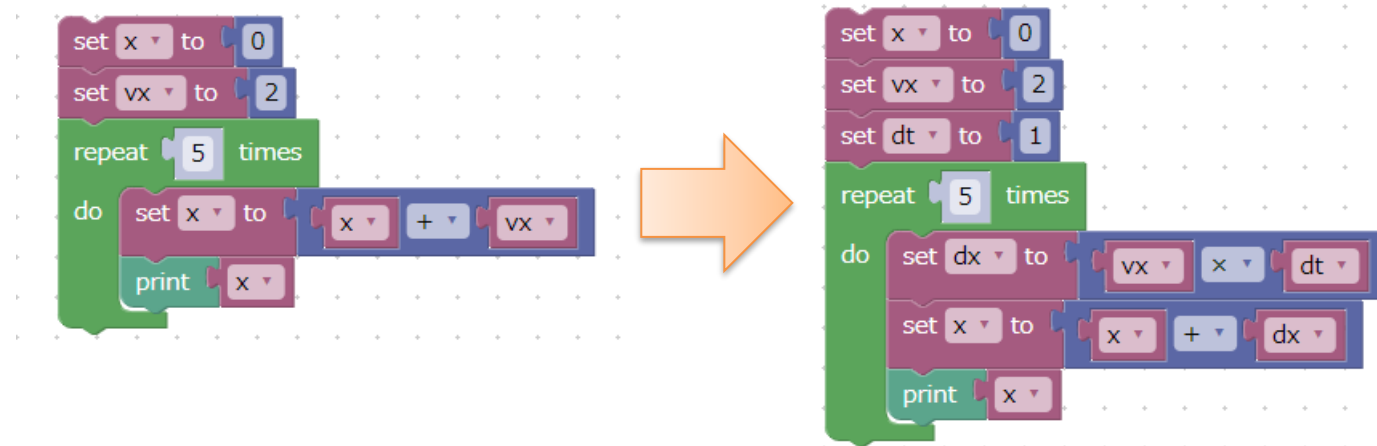 set x to 0
set vx to 2
repeat 5 times
do set x to x + vx
print x
set x to 0
set vx to 2
set dt to 1
repeat 5 times
do set dx to vx × dt
set x to x + dx
print x